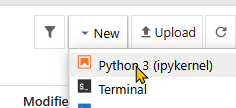 New
Upload
Python 3 (ipykernel)
Terminal
Modifie